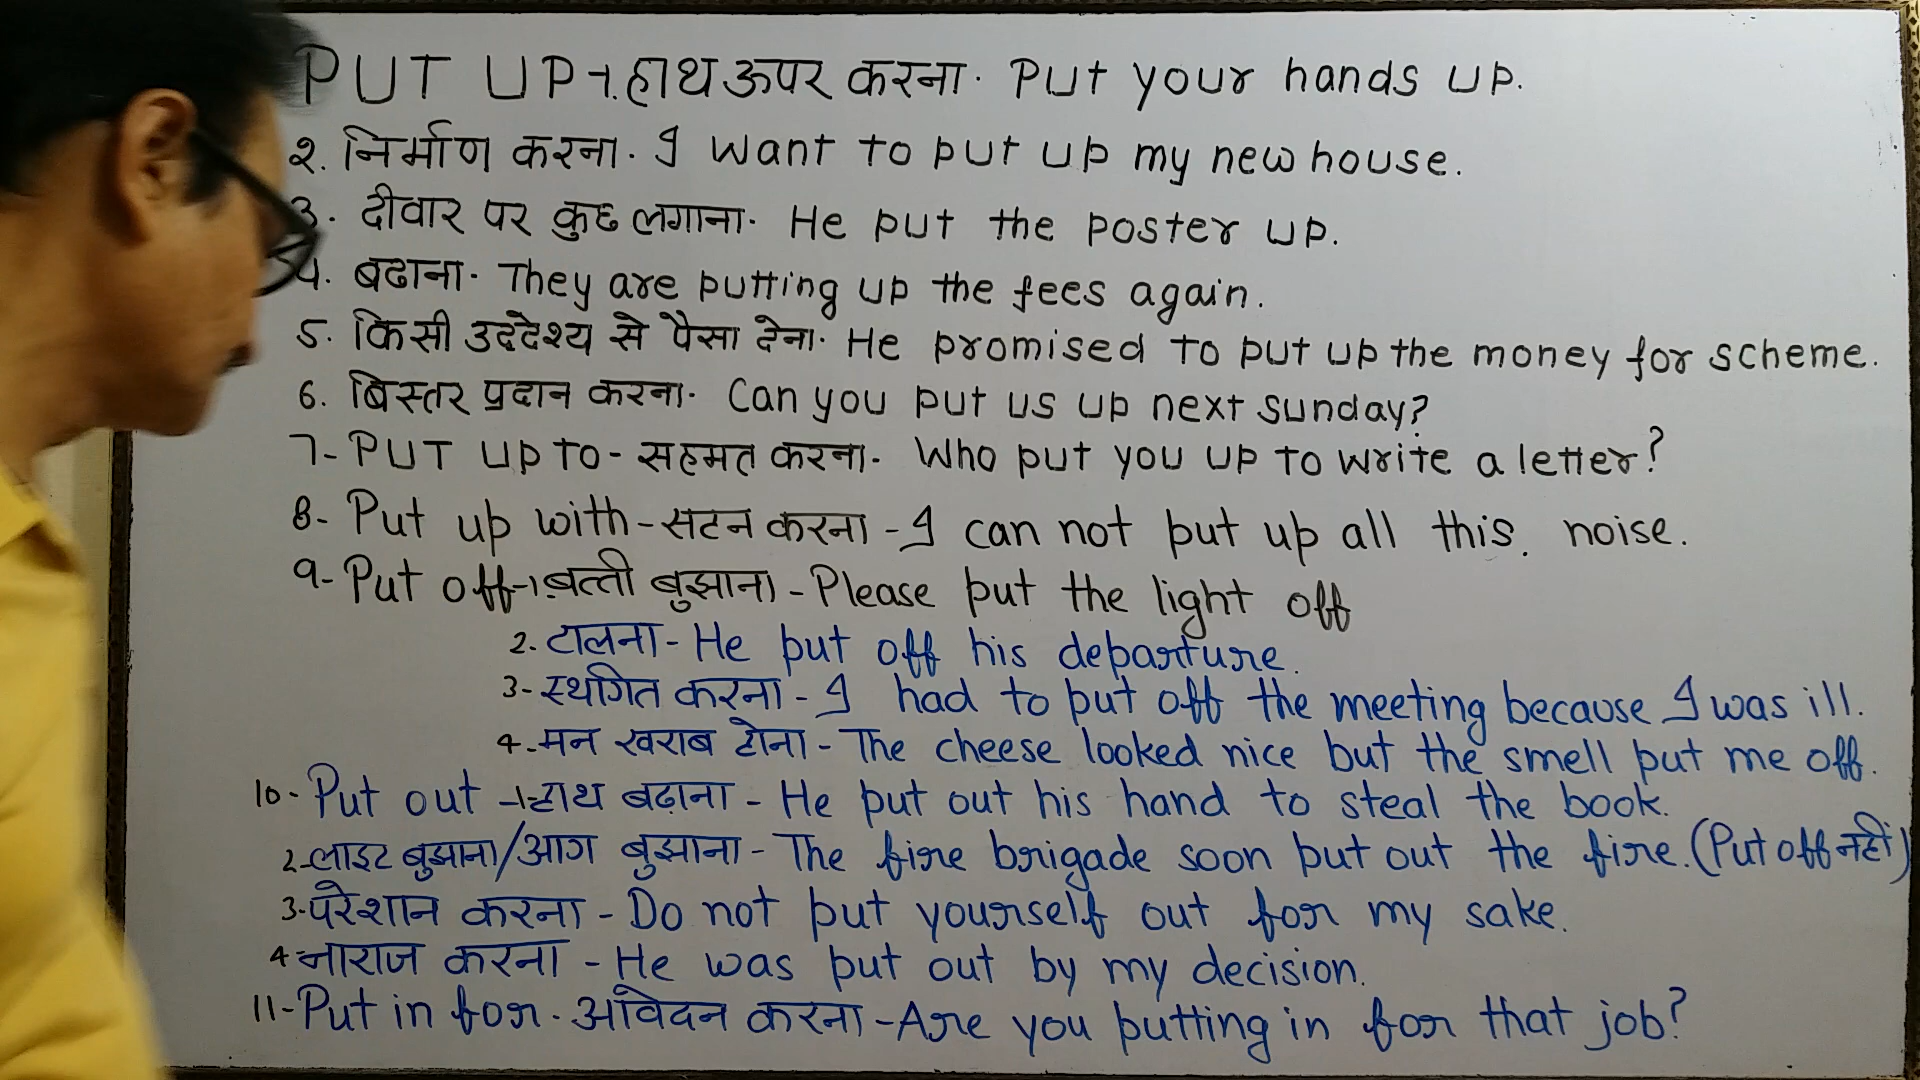 PUT UP-1.हाथ ऊपर करना. Put your hands up.
२. निर्माण करना. I want to put up my new house.
3. दीवार पर कुछ लगाना. He put the poster up.
4. बढाना. They are putting up the fees again.
5. किसी उद्देश्य से पैसा देना. He promised to put up the money for scheme.
6. बिस्तर प्रदान करना. Can you put us up next sunday?
7- PUT UP TO - सहमत करना. Who put you up to write a letter?
8- Put up with - सहन करना - I can not put up all this. noise.
9- Put off-1.बत्ती बुझाना - Please put the light off
2. टालना - He put off his departure.
3- स्थगित करना - I had to put off the meeting because I was ill.
4-मन खराब होना - The cheese looked nice but the smell put me off.
10- Put out -1-हाथ बढ़ाना - He put out his hand to steal the book.
2-लाइट बुझाना/आग बुझाना - The fire brigade soon put out the fire. (Put off नहीं)
3-परेशान करना - Do not put yourself out for my sake.
4-नाराज करना - He was put out by my decision.
11-Put in for. आवेदन करना - Are you putting in for that job?